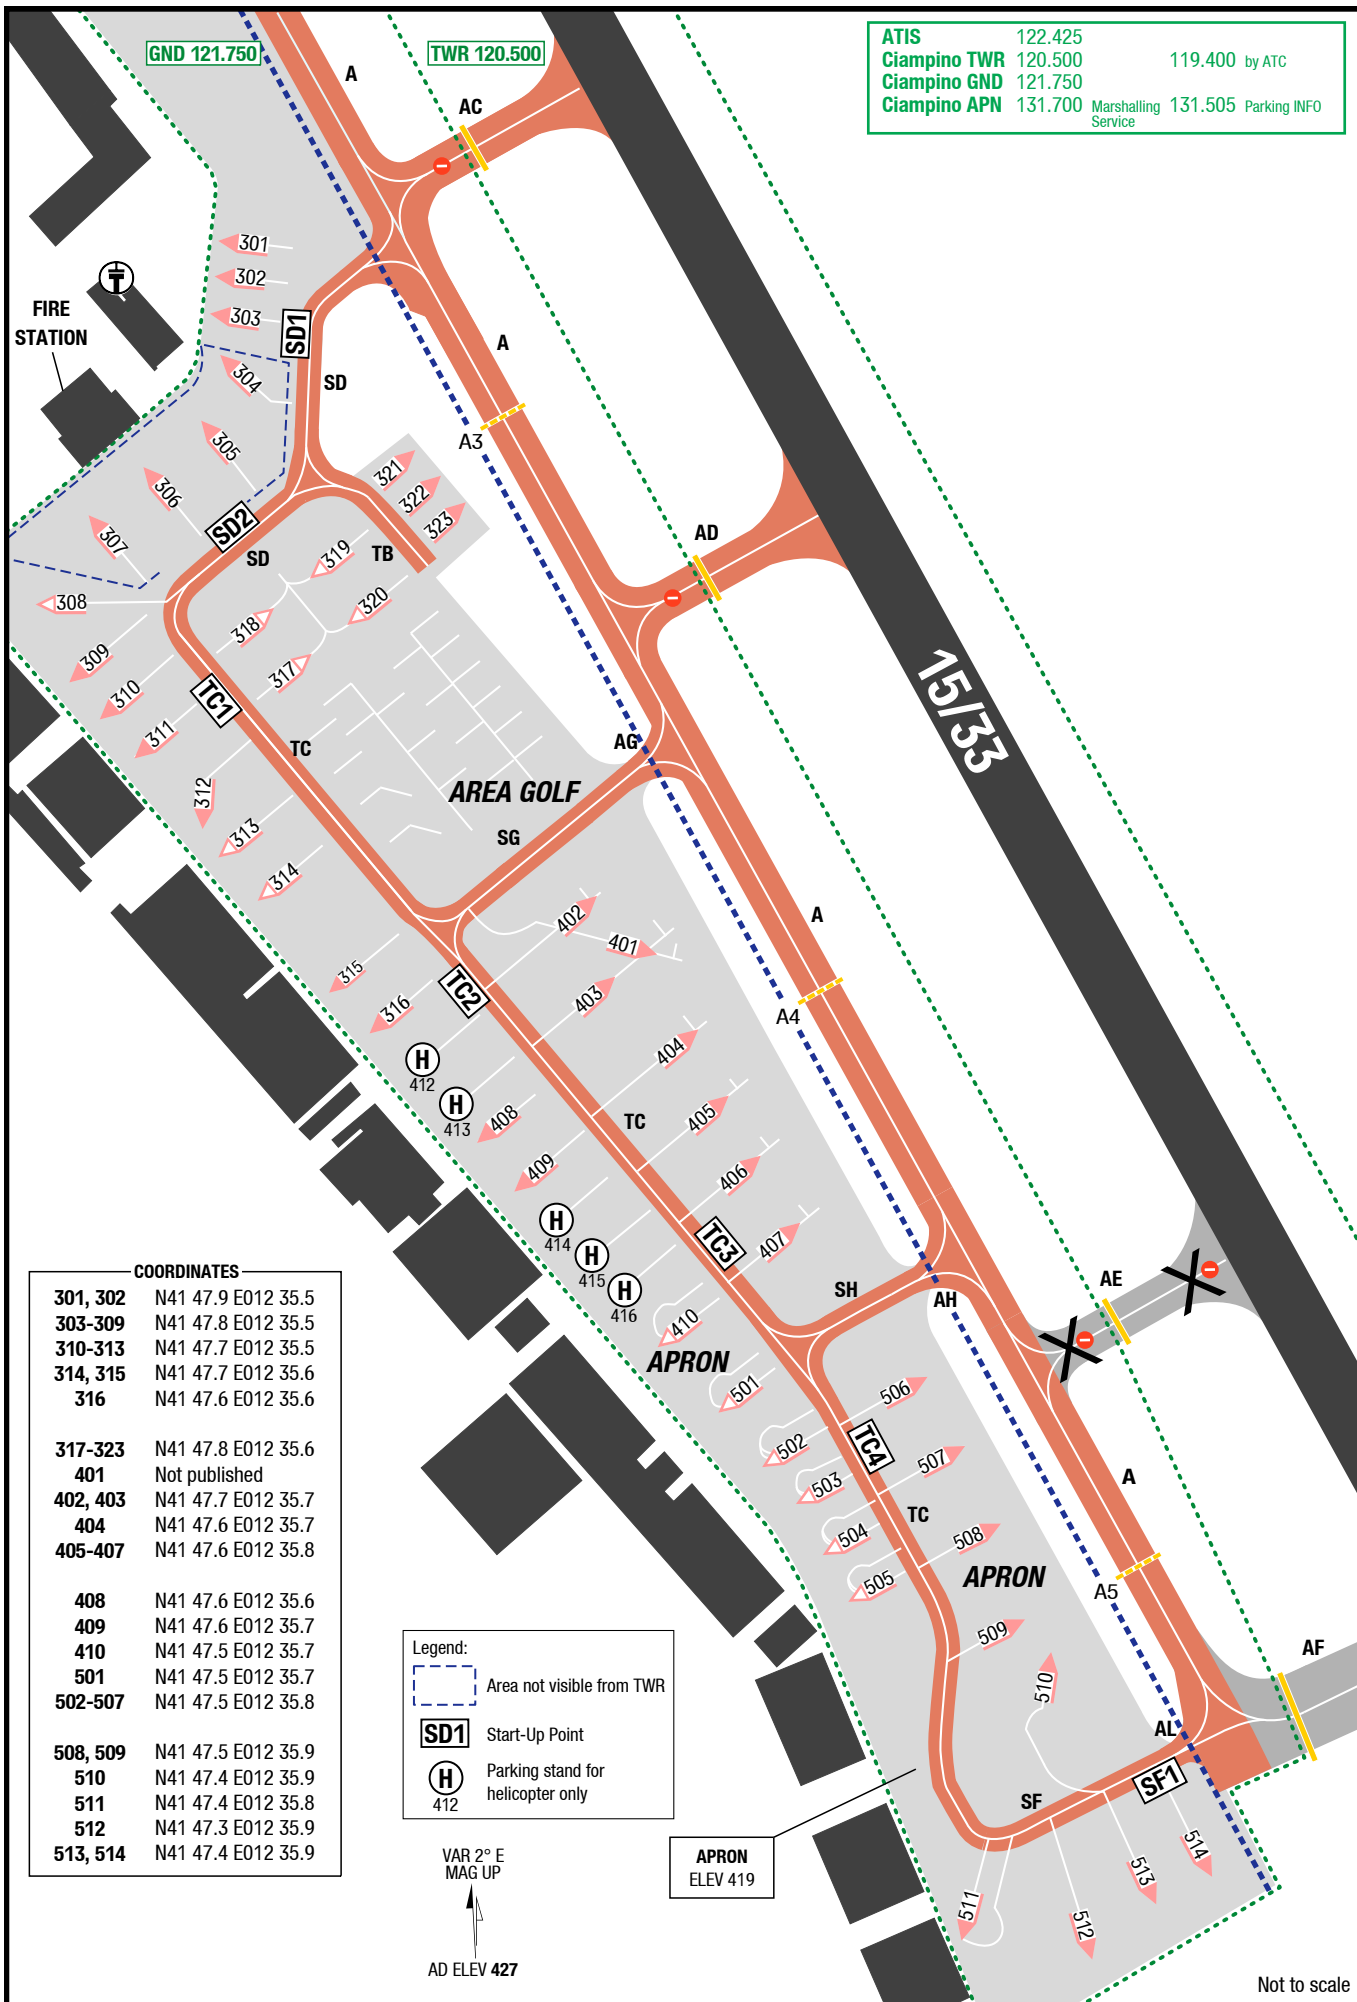 GND 121.750
TWR 120.500
ATIS 122.425
Ciampino TWR 120.500 119.400 by ATC
Ciampino GND 121.750
Ciampino APN 131.700 Marshalling Service 131.505 Parking INFO
A
AC
301
302
303
FIRE
STATION
SD1
304
SD
A
A3
305
306
307
SD2
SD
321
322
323
319
TB
320
AD
308
309
310
311
318
317
TC1
TC
312
313
314
15/33
AG
AREA GOLF
SG
402
401
A
315
316
TC2
403
A4
404
H
412
H
413
408
409
TC
405
406
407
TC3
H
414
H
415
H
416
410
SH
AH
AE
APRON
501
506
502
TC4
507
503
A
504
TC
508
505
APRON
A5
509
510
AF
AL
SF1
SF
514
513
512
511
COORDINATES
301, 302 N41 47.9 E012 35.5
303-309 N41 47.8 E012 35.5
310-313 N41 47.7 E012 35.5
314, 315 N41 47.7 E012 35.6
316 N41 47.6 E012 35.6
317-323 N41 47.8 E012 35.6
401 Not published
402, 403 N41 47.7 E012 35.7
404 N41 47.6 E012 35.7
405-407 N41 47.6 E012 35.8
408 N41 47.6 E012 35.6
409 N41 47.6 E012 35.7
410 N41 47.5 E012 35.7
501 N41 47.5 E012 35.7
502-507 N41 47.5 E012 35.8
508, 509 N41 47.5 E012 35.9
510 N41 47.4 E012 35.9
511 N41 47.4 E012 35.8
512 N41 47.3 E012 35.9
513, 514 N41 47.4 E012 35.9
Legend:
Area not visible from TWR
SD1 Start-Up Point
H
412
Parking stand for
helicopter only
VAR 2° E
MAG UP
AD ELEV 427
APRON
ELEV 419
Not to scale